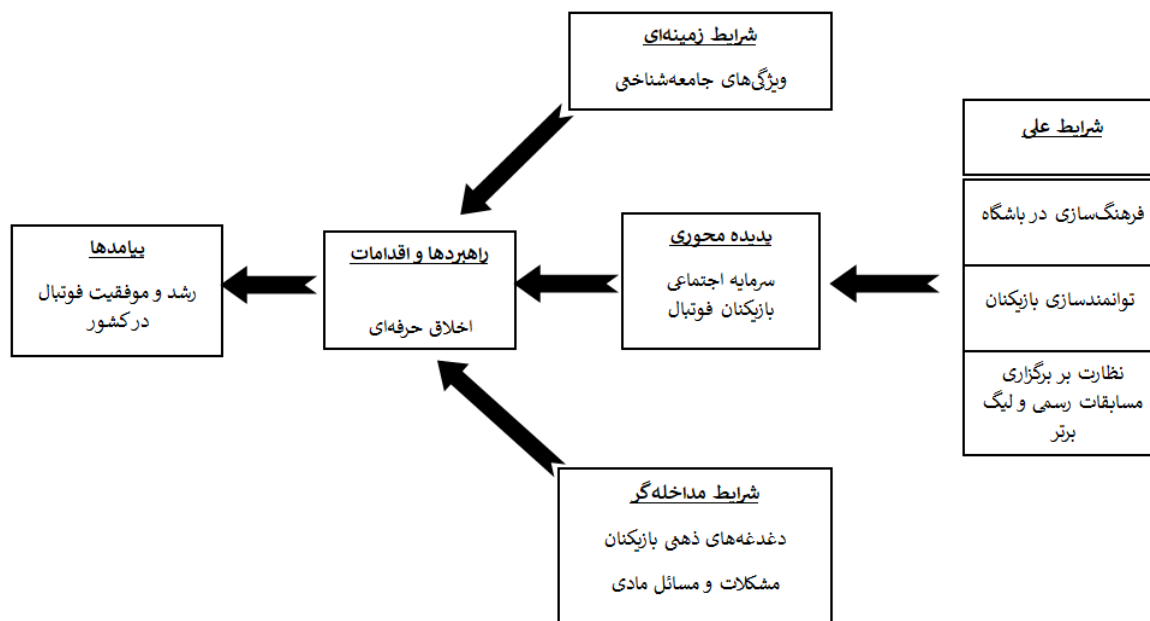 شرایط زمینه‌ای
ویژگی‌های جامعه‌شناختی
شرایط علی
فرهنگ‌سازی در باشگاه
توانمندسازی بازیکنان
نظارت بر برگزاری
مسابقات رسمی و لیگ
برتر
پدیده محوری
سرمایه اجتماعی
بازیکنان فوتبال
راهبردها و اقدامات
اخلاق حرفه‌ای
پیامدها
رشد و موفقیت فوتبال
در کشور
شرایط مداخله‌گر
دغدغه‌های ذهنی بازیکنان
مشکلات و مسائل مادی